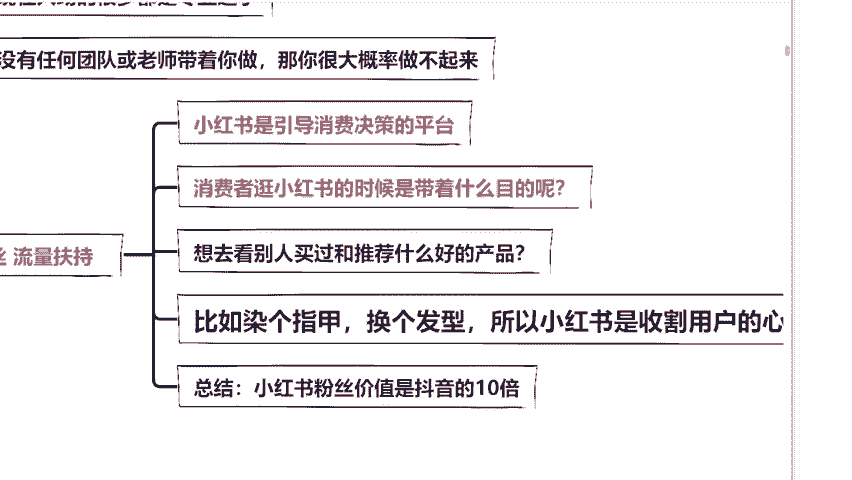 没有任何团队或老师带着你做，那你很大概率做不起来
小红书是引导消费决策的平台
消费者逛小红书的时候是带着什么目的呢？
流量扶持
想去看别人买过和推荐什么好的产品？
比如染个指甲，换个发型，所以小红书是收割用户的心
总结：小红书粉丝价值是抖音的10倍